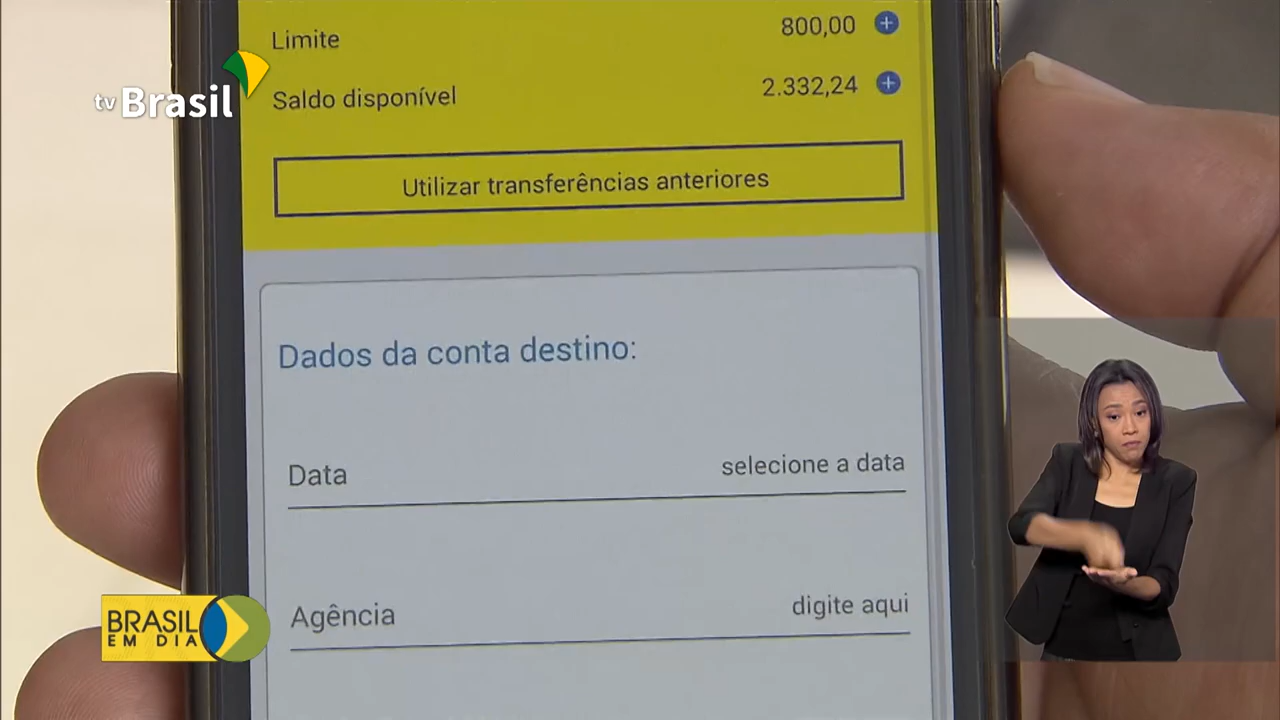 Limite 800,00
Saldo disponível 2.332,24
tv Brasil
Utilizar transferências anteriores
Dados da conta destino:
Data selecione a data
Agência digite aqui
BRASIL
EM DIA